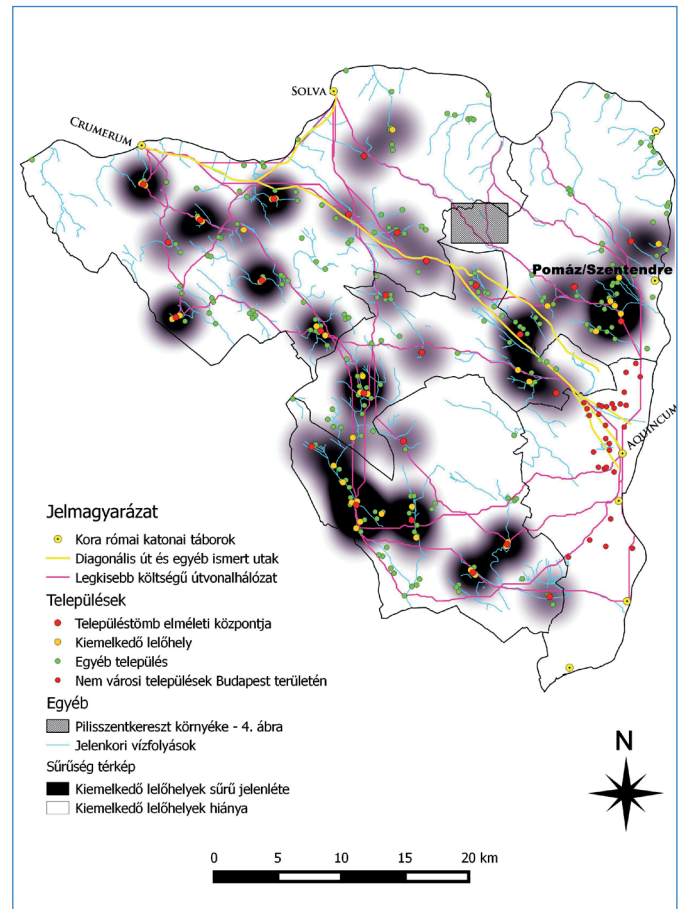 SOLVA
CRUMERUM
Pomáz/Szentendre
AQUINCUM
Jelmagyarázat
Kora római katonai táborok
Diagonális út és egyéb ismert utak
Legkisebb költségű útvonalhálózat
Települések
Településtömb elméleti központja
Kiemelkedő lelőhely
Egyéb település
Nem városi települések Budapest területén
Egyéb
Pilisszentkereszt környéke - 4. ábra
Jelenkori vízfolyások
Sűrűség térkép
Kiemelkedő lelőhelyek sűrű jelenléte
Kiemelkedő lelőhelyek hiánya
N
0 5 10 15 20 km